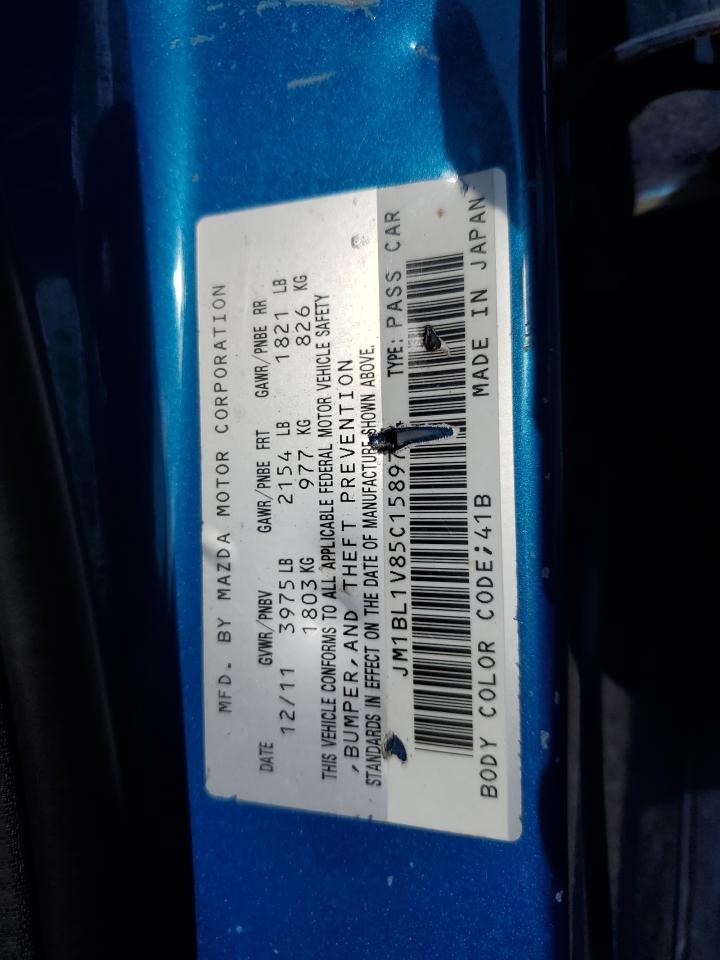 MFD. BY MAZDA MOTOR CORPORATION
DATE GVWR/PNBV GAWR/PNBE FRT GAWR/PNBE RR
12/11 3975 LB 2154 LB 1821 LB
1803 KG 977 KG 826 KG
THIS VEHICLE CONFORMS TO ALL APPLICABLE FEDERAL MOTOR VEHICLE SAFETY
,BUMPER,AND THEFT PREVENTION
STANDARDS IN EFFECT ON THE DATE OF MANUFACTURE SHOWN ABOVE.
JM1BL1V85C15897 TYPE: PASS CAR
BODY COLOR CODE;41B MADE IN JAPAN